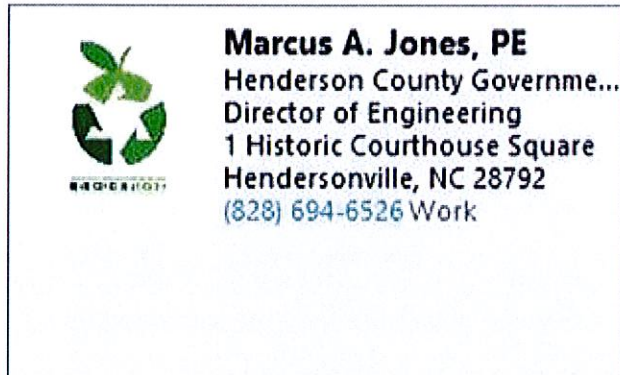 Marcus A. Jones, PE
Henderson County Governme...
Director of Engineering
1 Historic Courthouse Square
Hendersonville, NC 28792
(828) 694-6526 Work